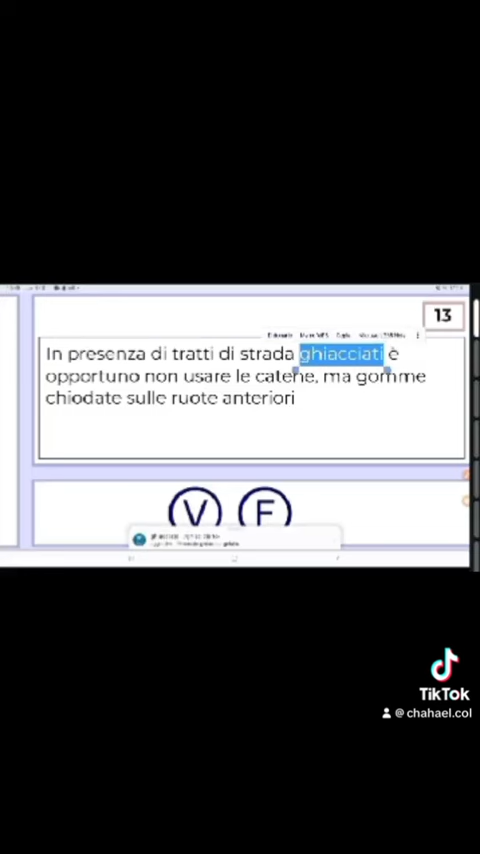 13
In presenza di tratti di strada ghiacciati è
opportuno non usare le catene, ma gomme
chiodate sulle ruote anteriori
V F
TikTok
@ chahael.col